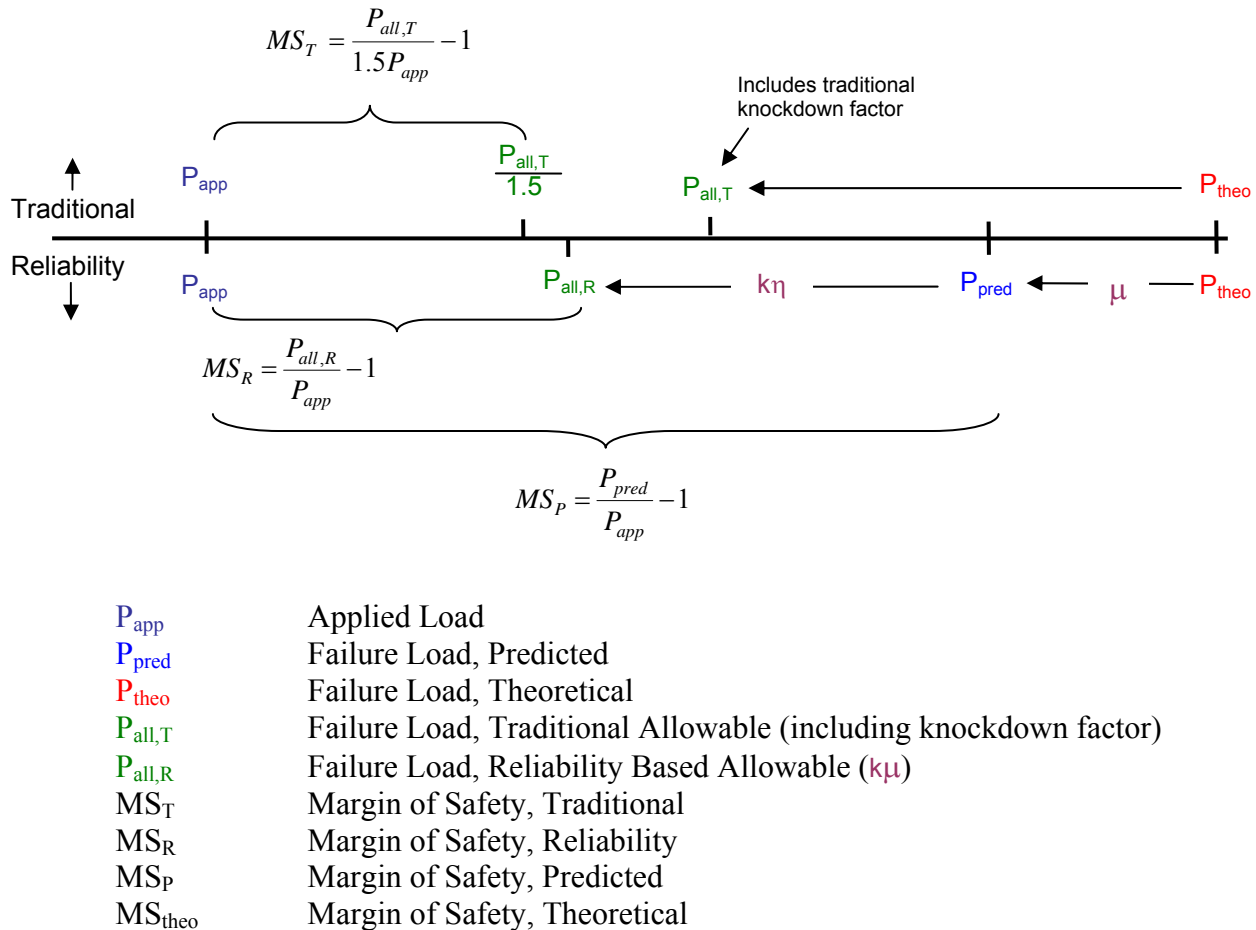 MS_T = P_all,T / 1.5P_app − 1
Includes traditional
knockdown factor
P_app
P_all,T / 1.5
P_all,T
P_theo
Traditional
Reliability
P_app
P_all,R
kη
P_pred
μ
P_theo
MS_R = P_all,R / P_app − 1
MS_P = P_pred / P_app − 1
P_app Applied Load
P_pred Failure Load, Predicted
P_theo Failure Load, Theoretical
P_all,T Failure Load, Traditional Allowable (including knockdown factor)
P_all,R Failure Load, Reliability Based Allowable (kμ)
MS_T Margin of Safety, Traditional
MS_R Margin of Safety, Reliability
MS_P Margin of Safety, Predicted
MS_theo Margin of Safety, Theoretical